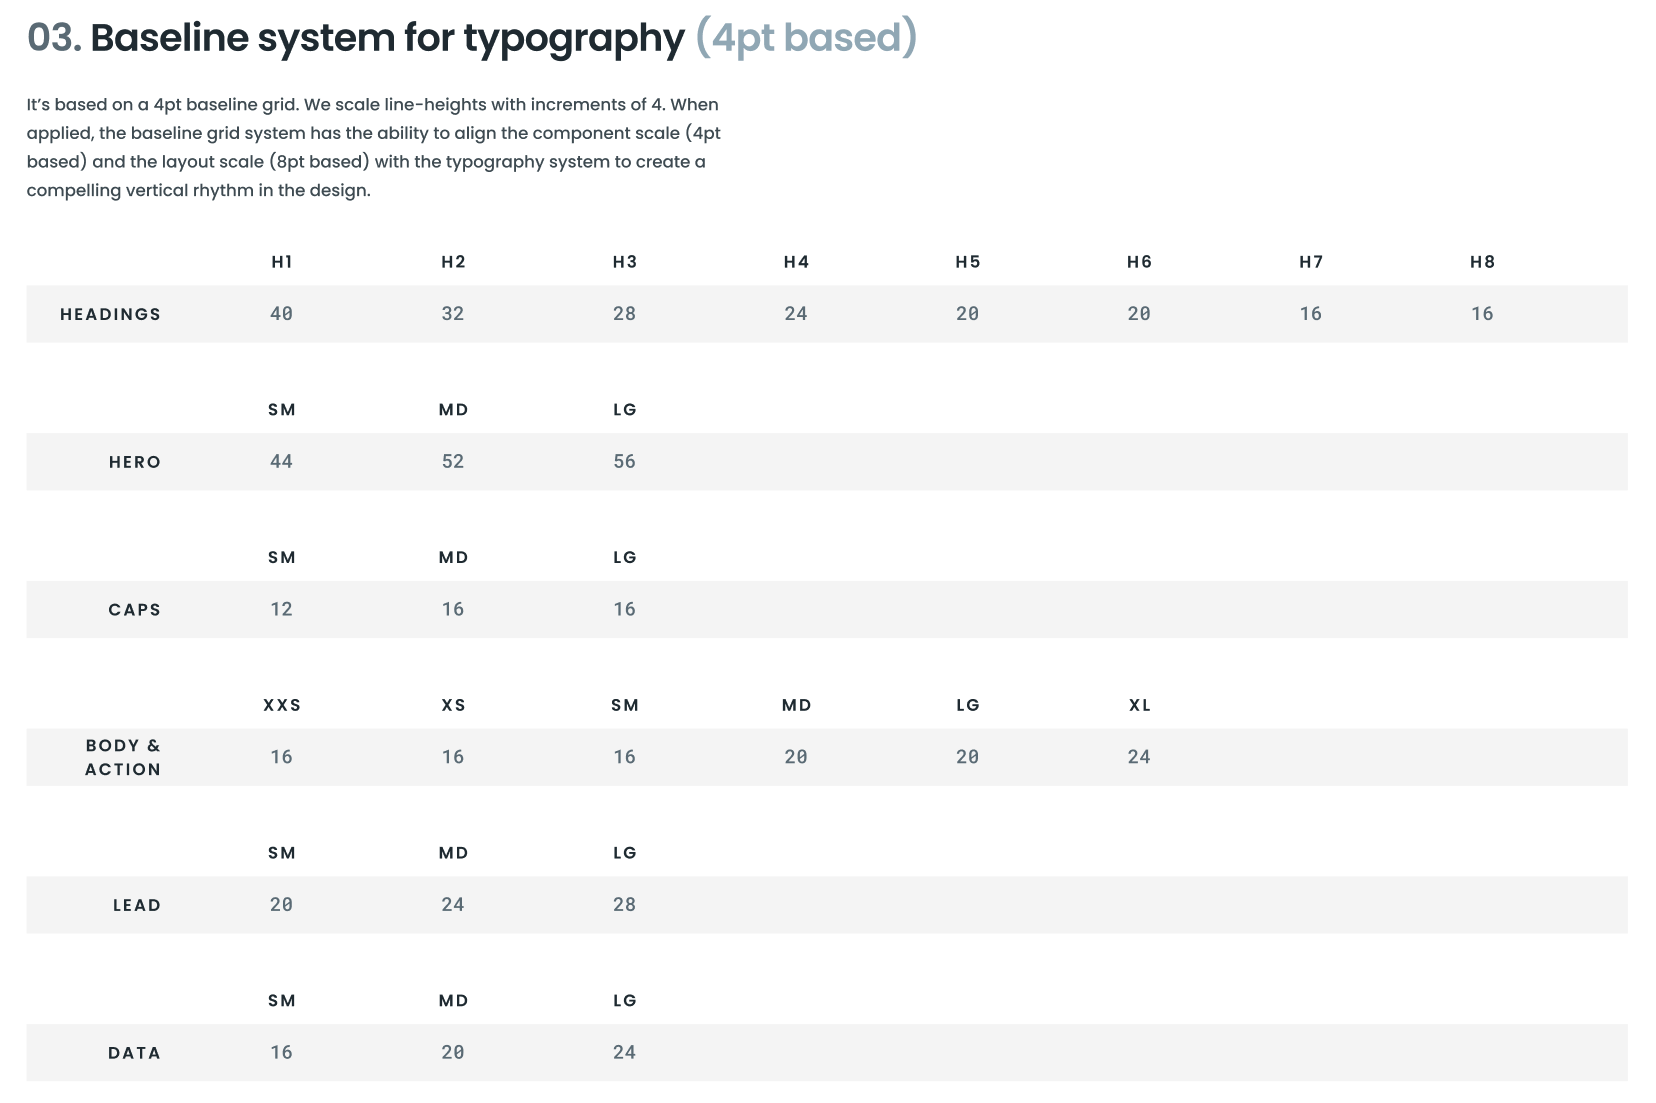 03. Baseline system for typography (4pt based)
It’s based on a 4pt baseline grid. We scale line-heights with increments of 4. When
applied, the baseline grid system has the ability to align the component scale (4pt
based) and the layout scale (8pt based) with the typography system to create a
compelling vertical rhythm in the design.
H1 H2 H3 H4 H5 H6 H7 H8
HEADINGS 40 32 28 24 20 20 16 16
SM MD LG
HERO 44 52 56
SM MD LG
CAPS 12 16 16
XXS XS SM MD LG XL
BODY &
ACTION 16 16 16 20 20 24
SM MD LG
LEAD 20 24 28
SM MD LG
DATA 16 20 24